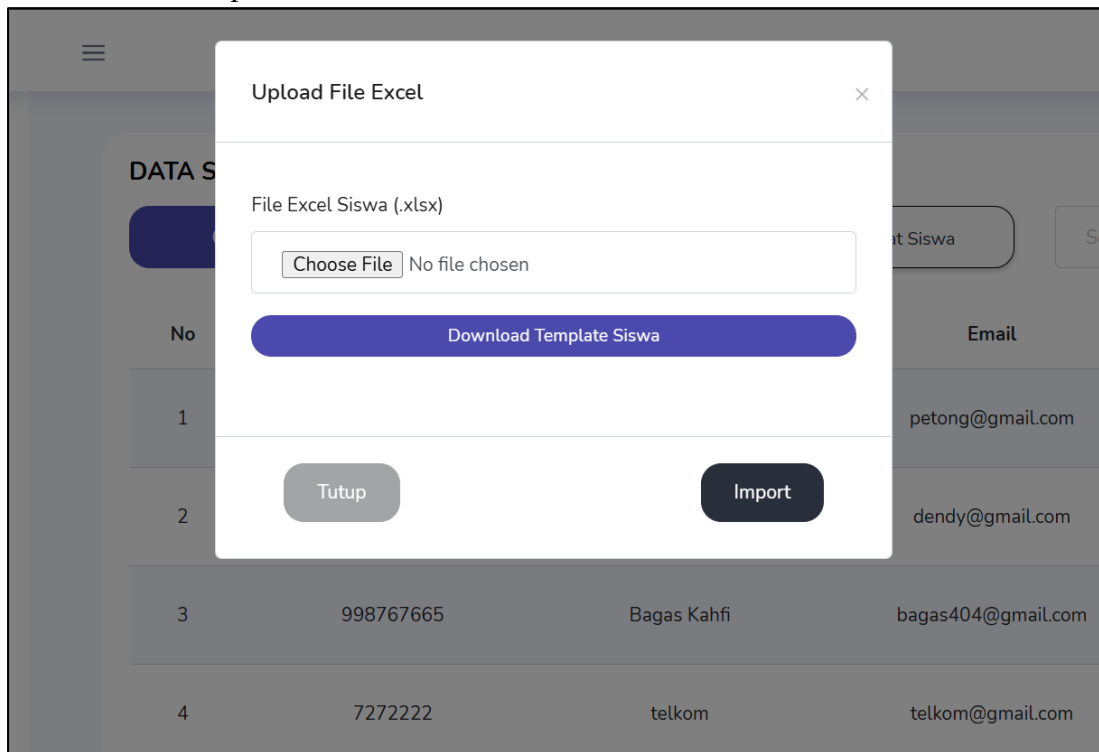 Upload File Excel
DATA S
File Excel Siswa (.xlsx)
Choose File No file chosen
at Siswa
Download Template Siswa
No Email
1 petong@gmail.com
Tutup Import
2 dendy@gmail.com
3 998767665 Bagas Kahfi bagas404@gmail.com
4 7272222 telkom telkom@gmail.com